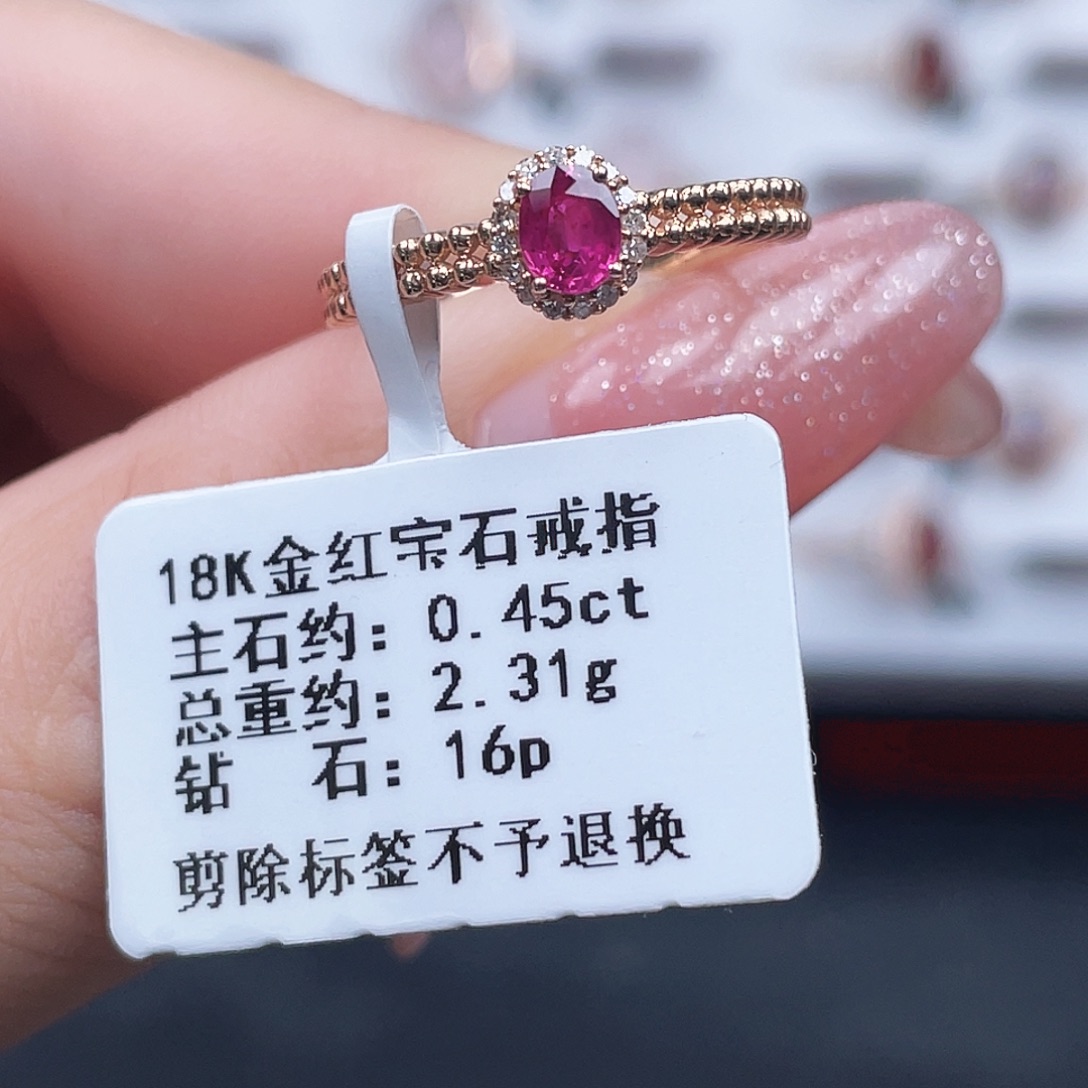 18K金红宝石戒指
主石约：0.45ct
总重约：2.31g
钻 石：16p
剪除标签不予退换